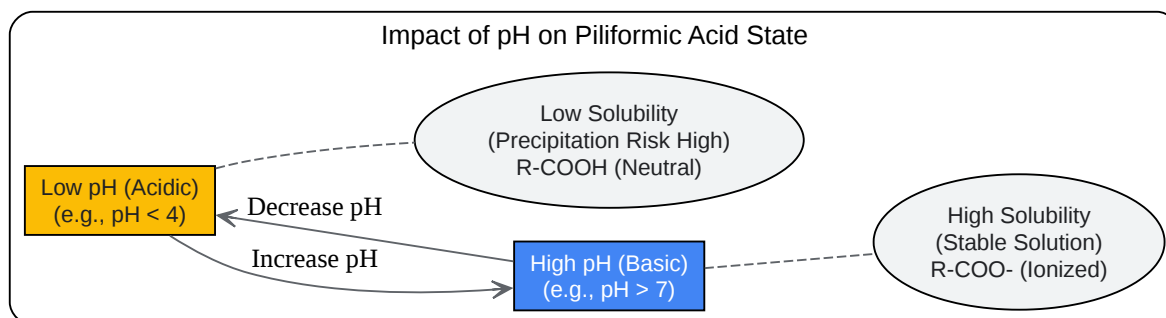 Impact of pH on Piliformic Acid State
Low Solubility
(Precipitation Risk High)
R-COOH (Neutral)
Low pH (Acidic)
(e.g., pH < 4)
Decrease pH
Increase pH
High pH (Basic)
(e.g., pH > 7)
High Solubility
(Stable Solution)
R-COO- (Ionized)